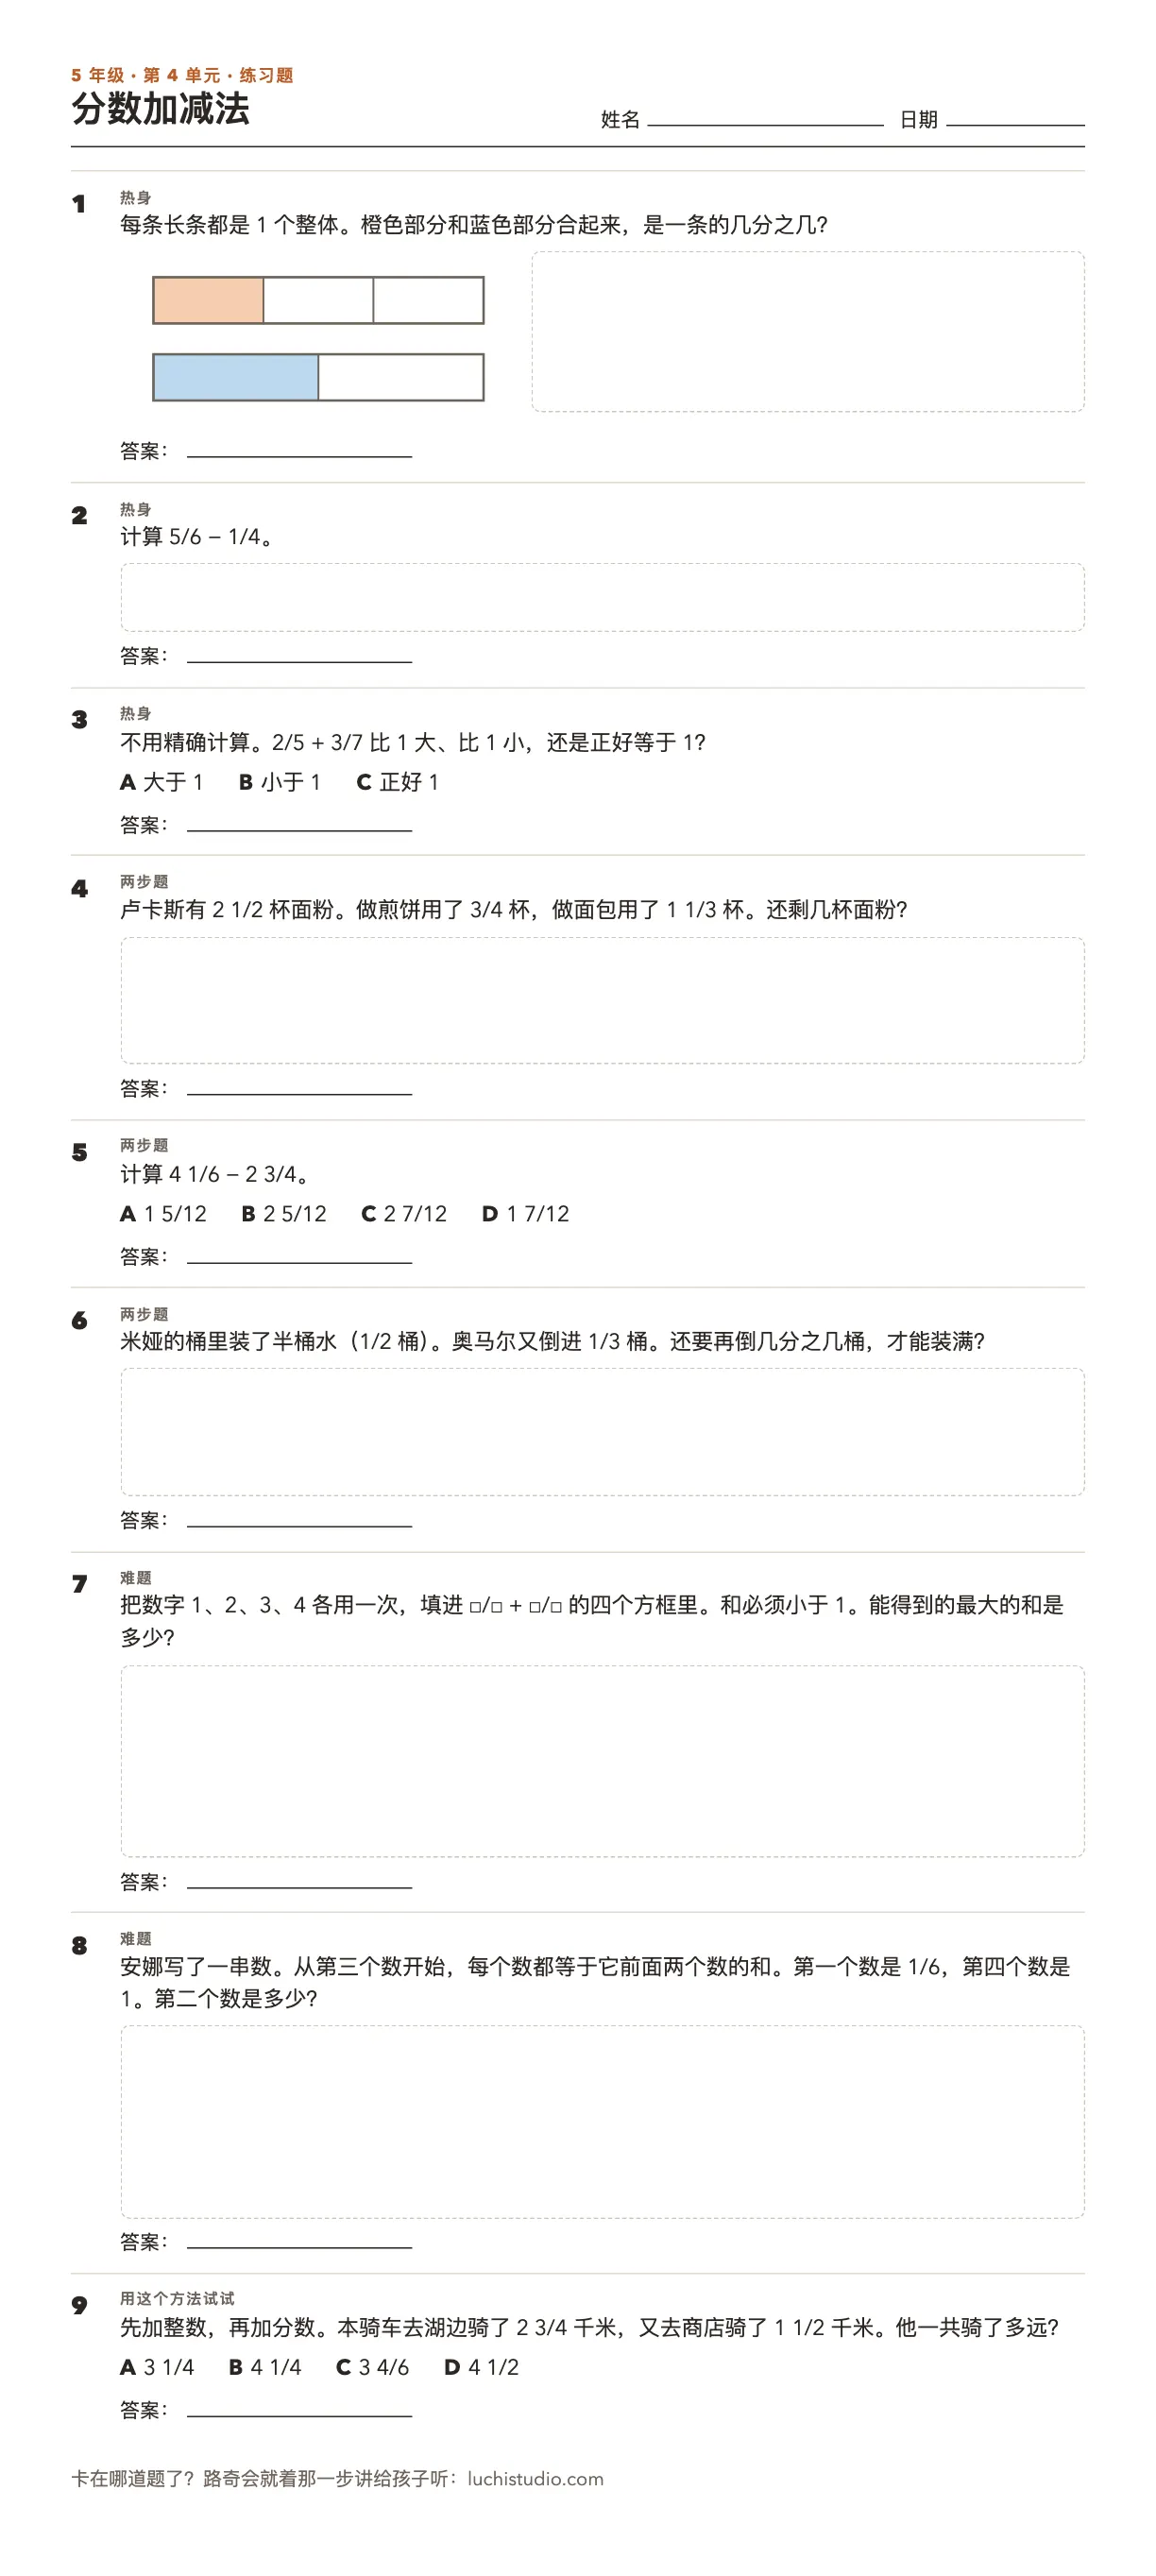 5 年级 · 第 4 单元 · 练习题
分数加减法
姓名 日期
1
热身
每条长条都是 1 个整体。橙色部分和蓝色部分合起来，是一条的几分之几？
答案：
2
热身
计算 5/6 − 1/4。
答案：
3
热身
不用精确计算。2/5 + 3/7 比 1 大、比 1 小，还是正好等于 1？
A 大于 1 B 小于 1 C 正好 1
答案：
4
两步题
卢卡斯有 2 1/2 杯面粉。做煎饼用了 3/4 杯，做面包用了 1 1/3 杯。还剩几杯面粉？
答案：
5
两步题
计算 4 1/6 − 2 3/4。
A 1 5/12 B 2 5/12 C 2 7/12 D 1 7/12
答案：
6
两步题
米娅的桶里装了半桶水（1/2 桶）。奥马尔又倒进 1/3 桶。还要再倒几分之几桶，才能装满？
答案：
7
难题
把数字 1、2、3、4 各用一次，填进 □/□ + □/□ 的四个方框里。和必须小于 1。能得到的最大的和是
多少？
答案：
8
难题
安娜写了一串数。从第三个数开始，每个数都等于它前面两个数的和。第一个数是 1/6，第四个数是
1。第二个数是多少？
答案：
9
用这个方法试试
先加整数，再加分数。本骑车去湖边骑了 2 3/4 千米，又去商店骑了 1 1/2 千米。他一共骑了多远？
A 3 1/4 B 4 1/4 C 3 4/6 D 4 1/2
答案：
卡在哪道题了？路奇会就着那一步讲给孩子听：luchistudio.com